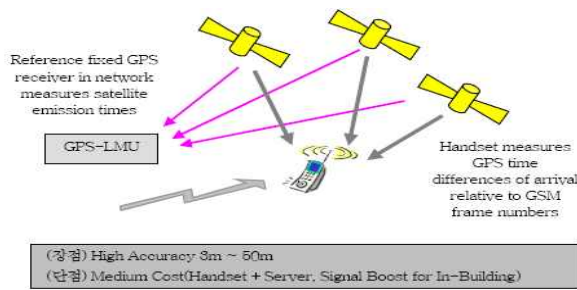 Reference fixed GPS
receiver in network
measures satellite
emission times
GPS-LMU
Handset measures
GPS time
differences of arrival
relative to GSM
frame numbers
(장점) High Accuracy 3m ~ 50m
(단점) Medium Cost(Handset + Server, Signal Boost for In-Building)